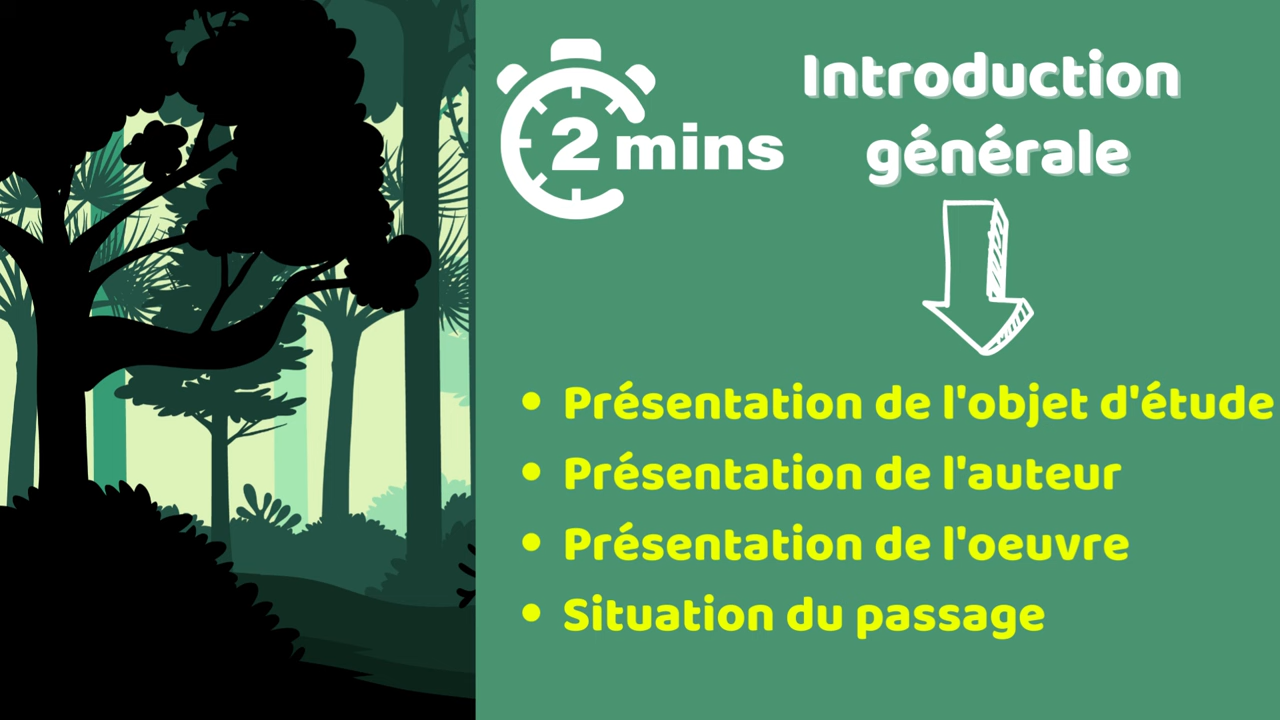 2 mins
Introduction
générale
• Présentation de l'objet d'étude
• Présentation de l'auteur
• Présentation de l'oeuvre
• Situation du passage